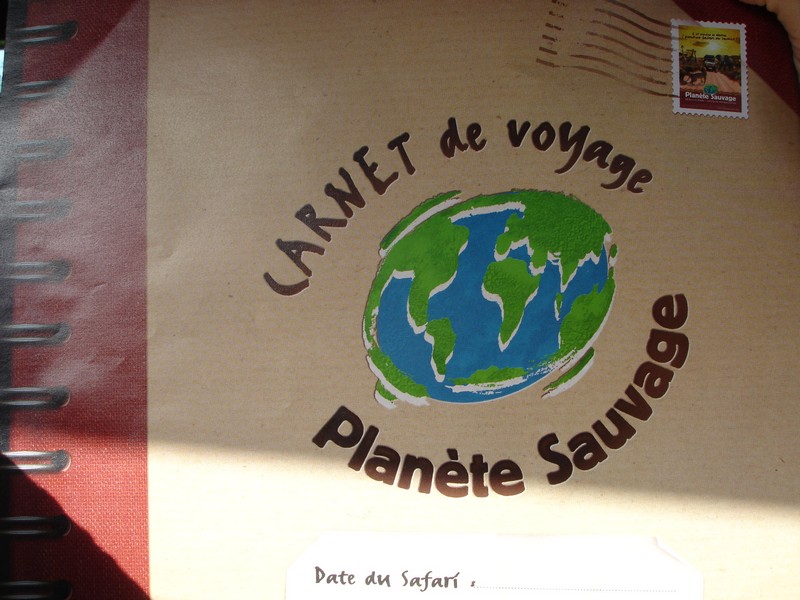 Planète Sauvage
CARNET de voyage
Planète Sauvage
Date du Safari :